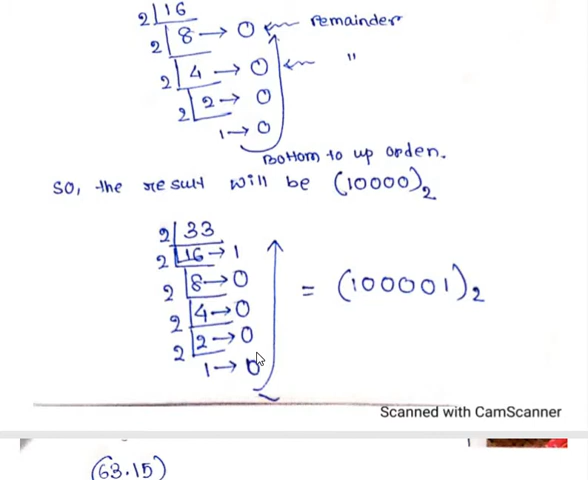 2 16
2 8 → 0 ← remainder
2 4 → 0 ← "
2 2 → 0
1 → 0
Bottom to up orden.
SO, the result will be (10000)2
2 33
2 16 → 1
2 8 → 0
2 4 → 0
2 2 → 0
1 → 0
= (100001)2
Scanned with CamScanner
(63.15)